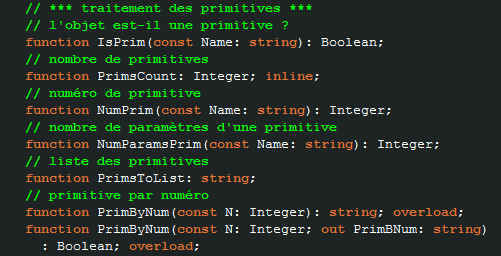 // *** traitement des primitives ***
// l'objet est-il une primitive ?
function IsPrim(const Name: string): Boolean;
// nombre de primitives
function PrimsCount: Integer; inline;
// numéro de primitive
function NumPrim(const Name: string): Integer;
// nombre de paramètres d'une primitive
function NumParamsPrim(const Name: string): Integer;
// liste des primitives
function PrimsToList: string;
// primitive par numéro
function PrimByNum(const N: Integer): string; overload;
function PrimByNum(const N: Integer; out PrimBNum: string)
: Boolean; overload;